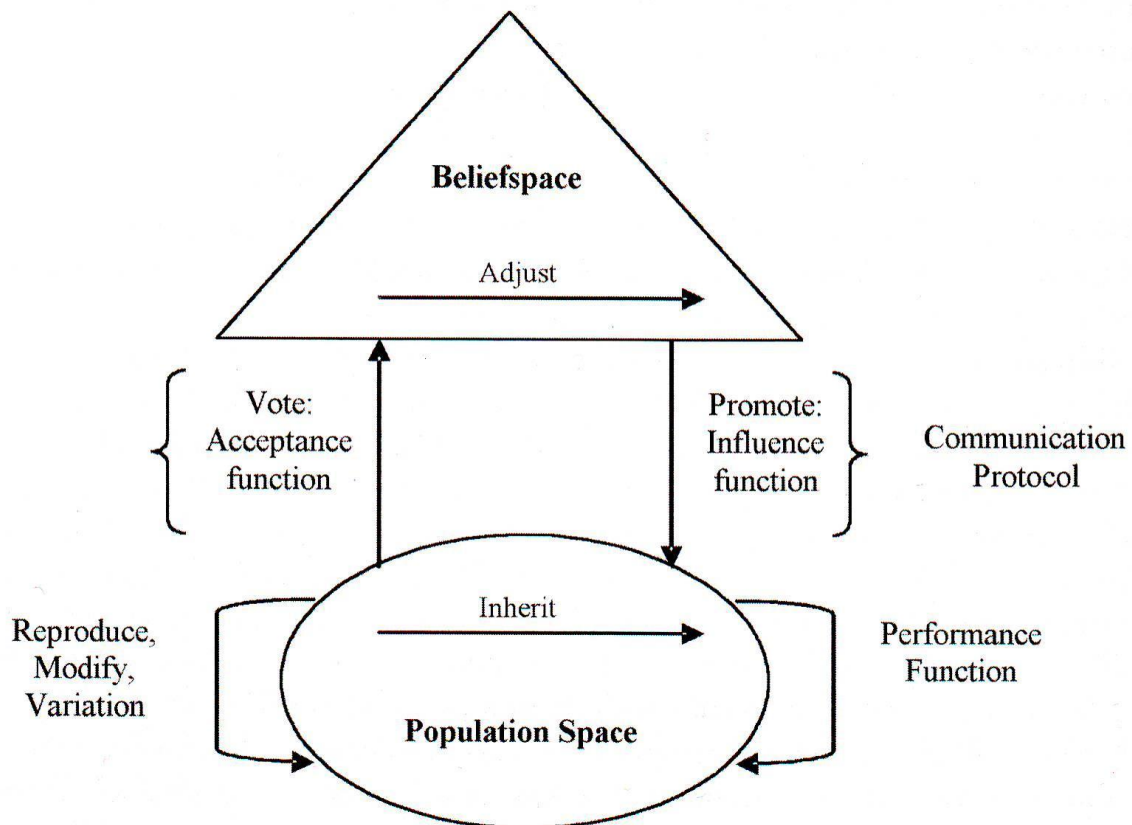 Beliefspace
Adjust
Vote:
Acceptance
function
Promote:
Influence
function
Communication
Protocol
Inherit
Reproduce,
Modify,
Variation
Performance
Function
Population Space